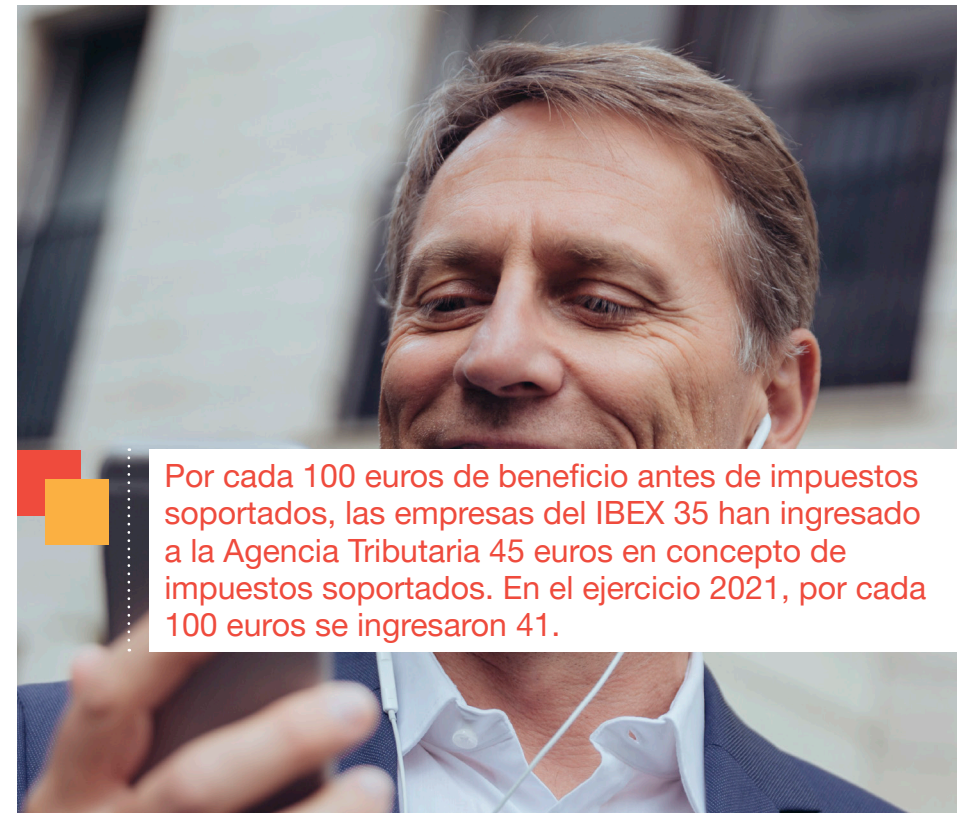 Por cada 100 euros de beneficio antes de impuestos
soportados, las empresas del IBEX 35 han ingresado
a la Agencia Tributaria 45 euros en concepto de
impuestos soportados. En el ejercicio 2021, por cada
100 euros se ingresaron 41.